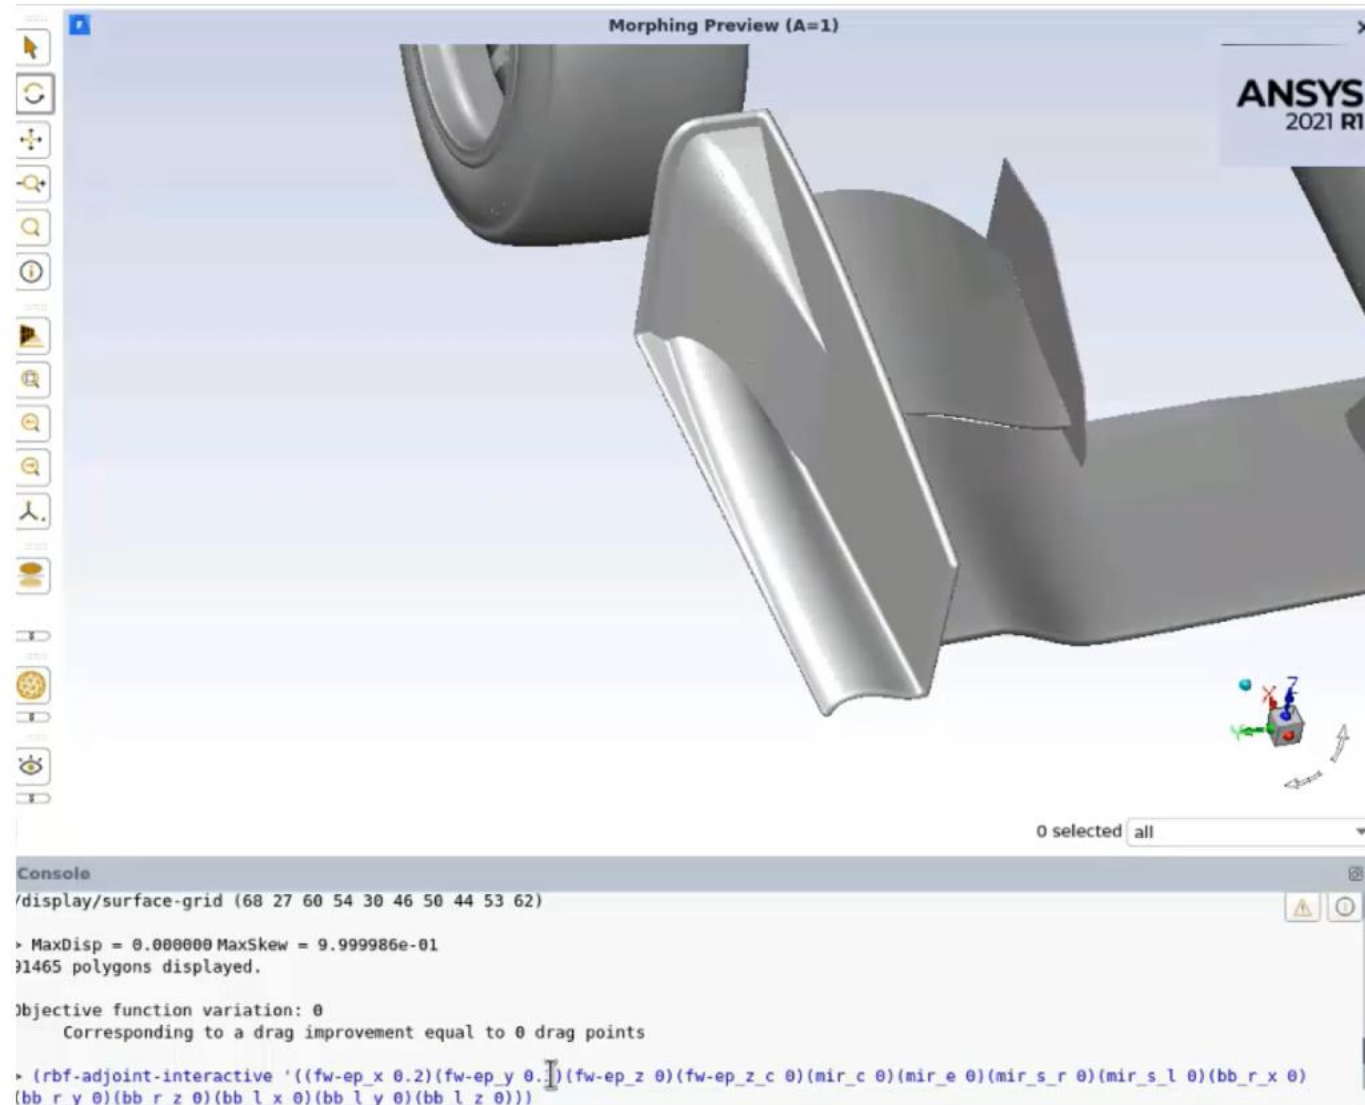 Morphing Preview (A=1)
ANSYS
2021 R1
X Z
Y
0 selected all
Console
/display/surface-grid (68 27 60 54 30 46 50 44 53 62)
> MaxDisp = 0.000000 MaxSkew = 9.999986e-01
91465 polygons displayed.
Objective function variation: 0
Corresponding to a drag improvement equal to 0 drag points
> (rbf-adjoint-interactive '((fw-ep_x 0.2)(fw-ep_y (fw-ep_z 0)(fw-ep_z_c 0)(mir_c 0)(mir_e 0)(mir_s_r 0)(mir_s_l 0)(bb_r_x 0)
(bb_r_y 0)(bb_r_z 0)(bb_l_x 0)(bb_l_y 0)(bb_l_z 0)))